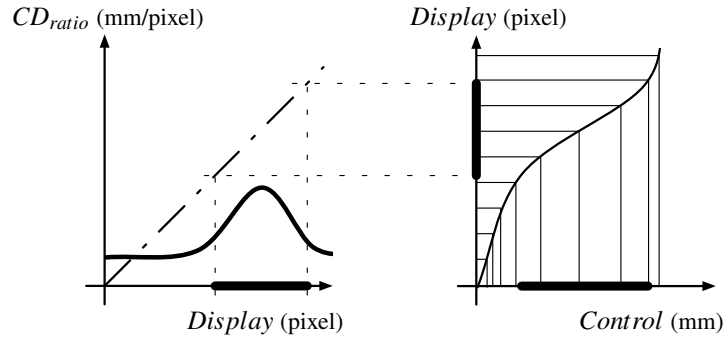 CD_ratio (mm/pixel)
Display (pixel)
Display (pixel)
Control (mm)